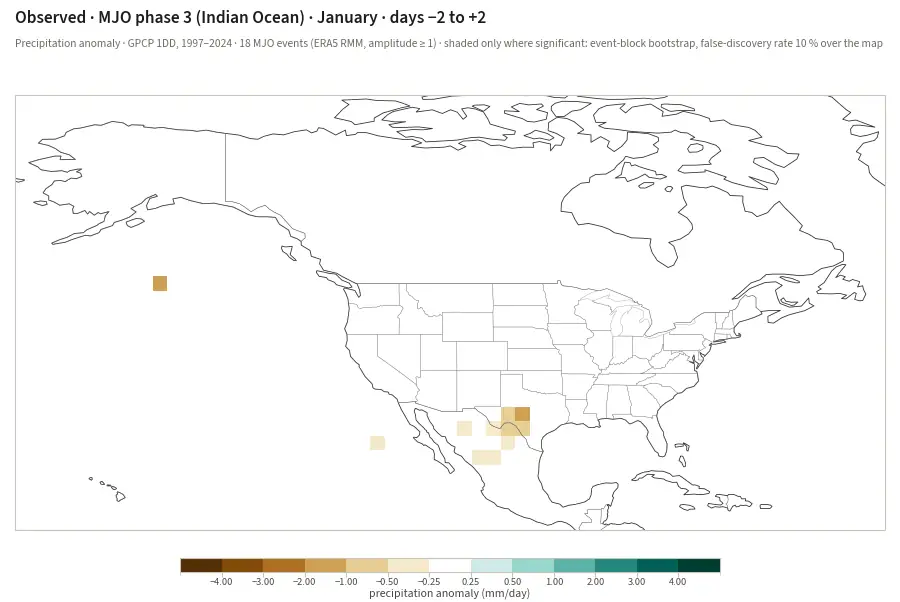 Observed · MJO phase 3 (Indian Ocean) · January · days −2 to +2
Precipitation anomaly · GPCP 1DD, 1997–2024 · 18 MJO events (ERA5 RMM, amplitude ≥ 1) · shaded only where significant: event-block bootstrap, false-discovery rate 10 % over the map
−4.00 −3.00 −2.00 −1.00 −0.50 −0.25 0.25 0.50 1.00 2.00 3.00 4.00
precipitation anomaly (mm/day)